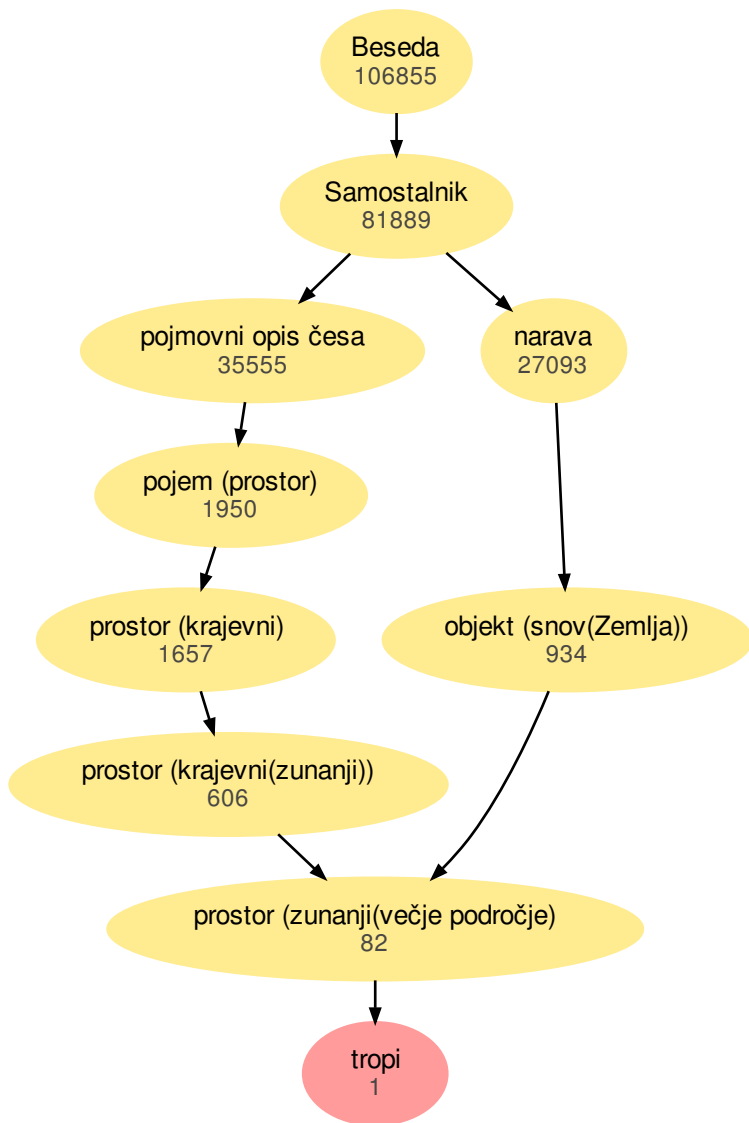 Beseda
106855
Samostalnik
81889
pojmovni opis česa
35555
narava
27093
pojem (prostor)
1950
prostor (krajevni)
1657
objekt (snov(Zemlja))
934
prostor (krajevni(zunanji))
606
prostor (zunanji(večje področje)
82
tropi
1